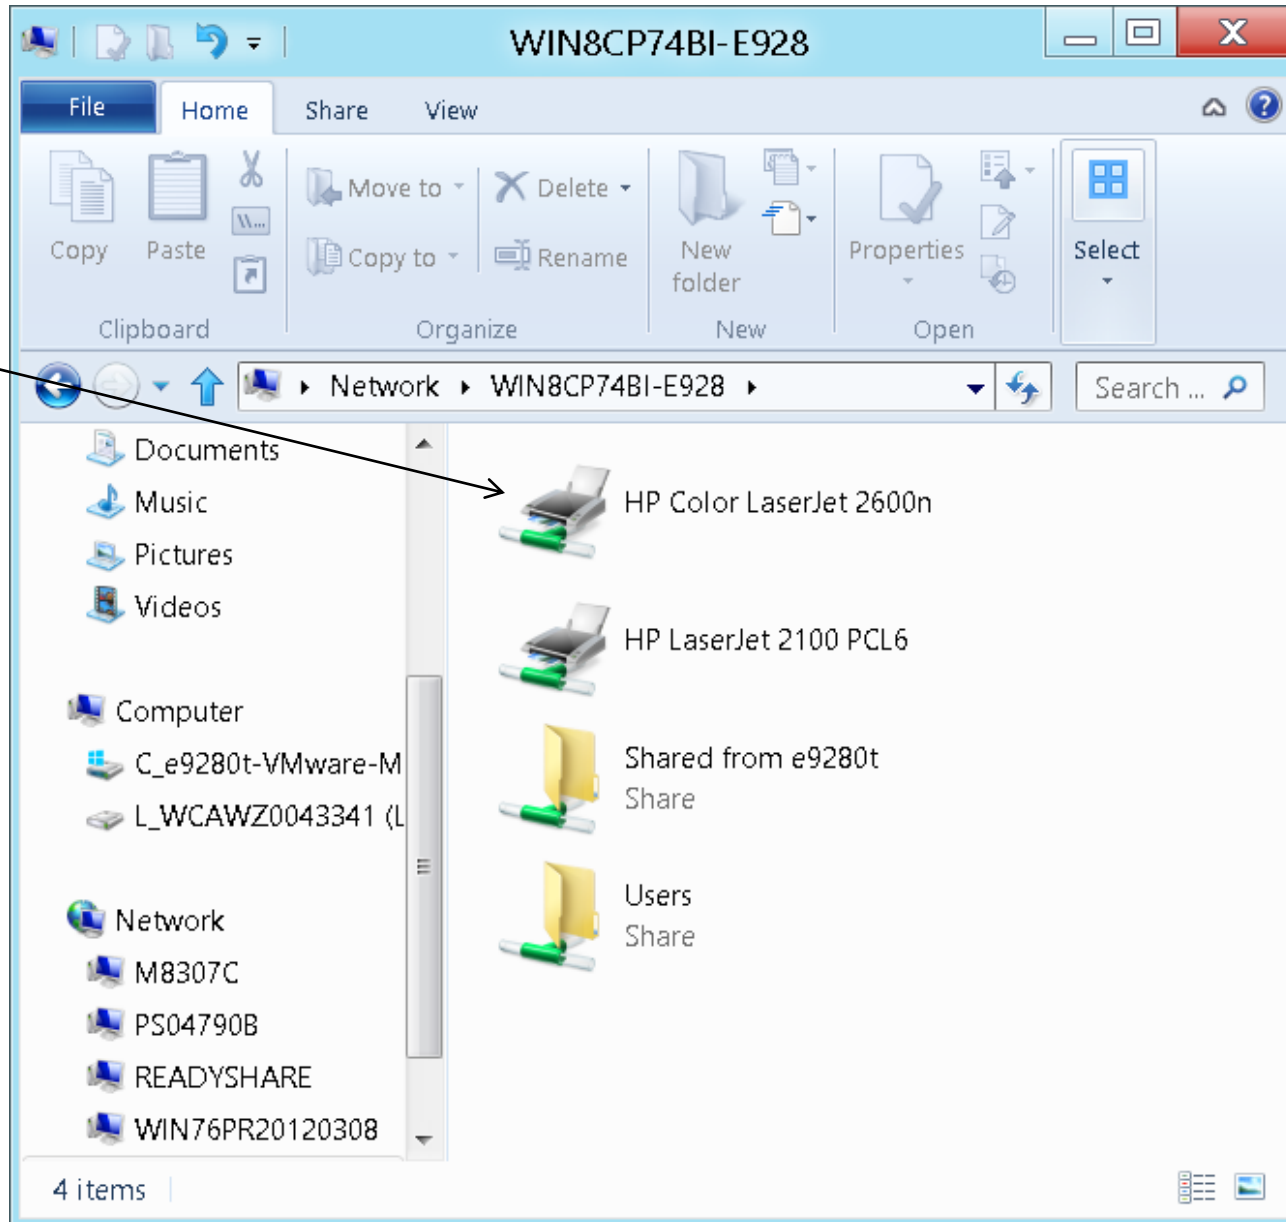 WIN8CP74BI-E928
File Home Share View
Copy Paste Move to Copy to Delete Rename New folder Properties Select
Clipboard Organize New Open
Network WIN8CP74BI-E928 Search ...
Documents
Music
Pictures
Videos
Computer
C_e9280t-VMware-M
L_WCAWZ0043341 (L
Network
M8307C
PS04790B
READYSHARE
WIN76PR20120308
HP Color LaserJet 2600n
HP LaserJet 2100 PCL6
Shared from e9280t
Share
Users
Share
4 items